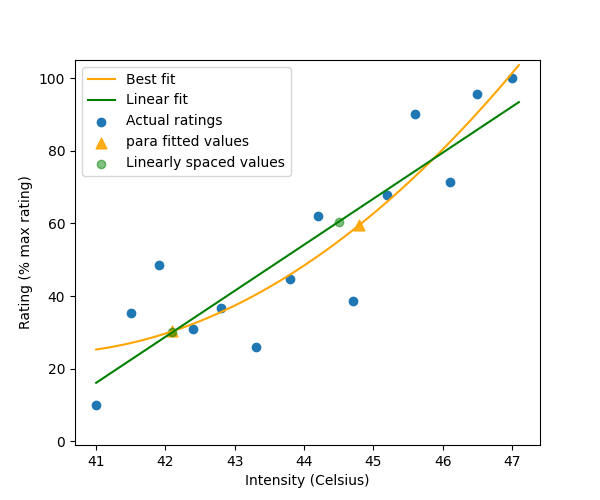 Best fit
Linear fit
Actual ratings
para fitted values
Linearly spaced values
100
80
60
40
20
0
Rating (% max rating)
41 42 43 44 45 46 47
Intensity (Celsius)